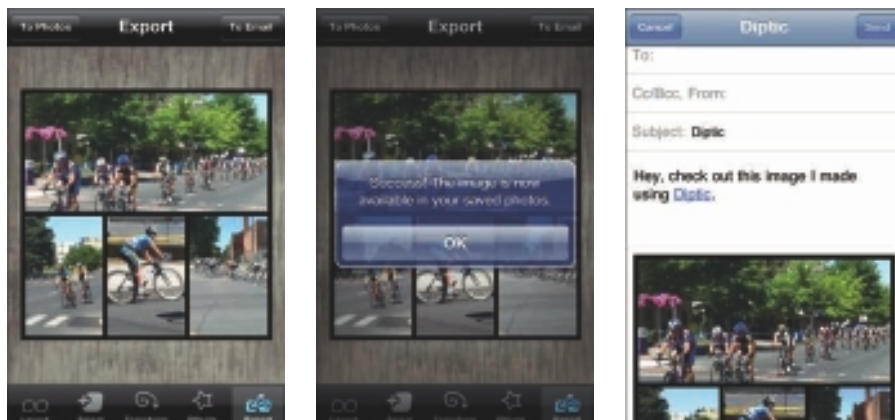 To Photos Export To Email
To Photos Export To Email
Success! The image is now
available in your saved photos.
OK
Cancel Diptic Send
To:
Cc/Bcc, From:
Subject: Diptic
Hey, check out this image I made
using Diptic.